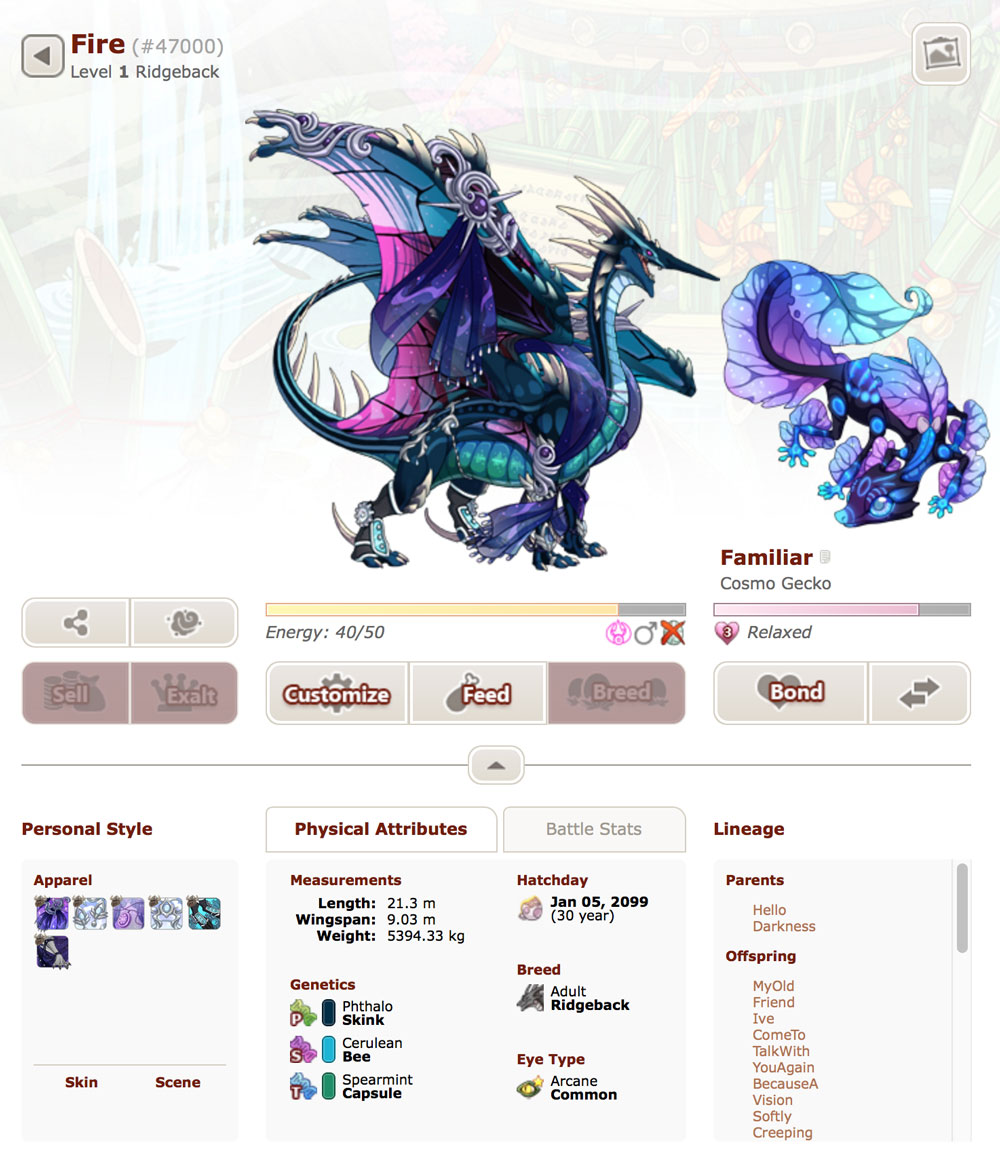 Fire (#47000)
Level 1 Ridgeback
Familiar
Cosmo Gecko
Energy: 40/50
3 Relaxed
Sell
Exalt
Customize
Feed
Breed
Bond
Personal Style
Physical Attributes
Battle Stats
Lineage
Apparel
Skin
Scene
Measurements
Length: 21.3 m
Wingspan: 9.03 m
Weight: 5394.33 kg
Genetics
P Phthalo
Skink
S Cerulean
Bee
T Spearmint
Capsule
Hatchday
Jan 05, 2099
(30 year)
Breed
Adult
Ridgeback
Eye Type
Arcane
Common
Parents
Hello
Darkness
Offspring
MyOld
Friend
Ive
ComeTo
TalkWith
YouAgain
BecauseA
Vision
Softly
Creeping